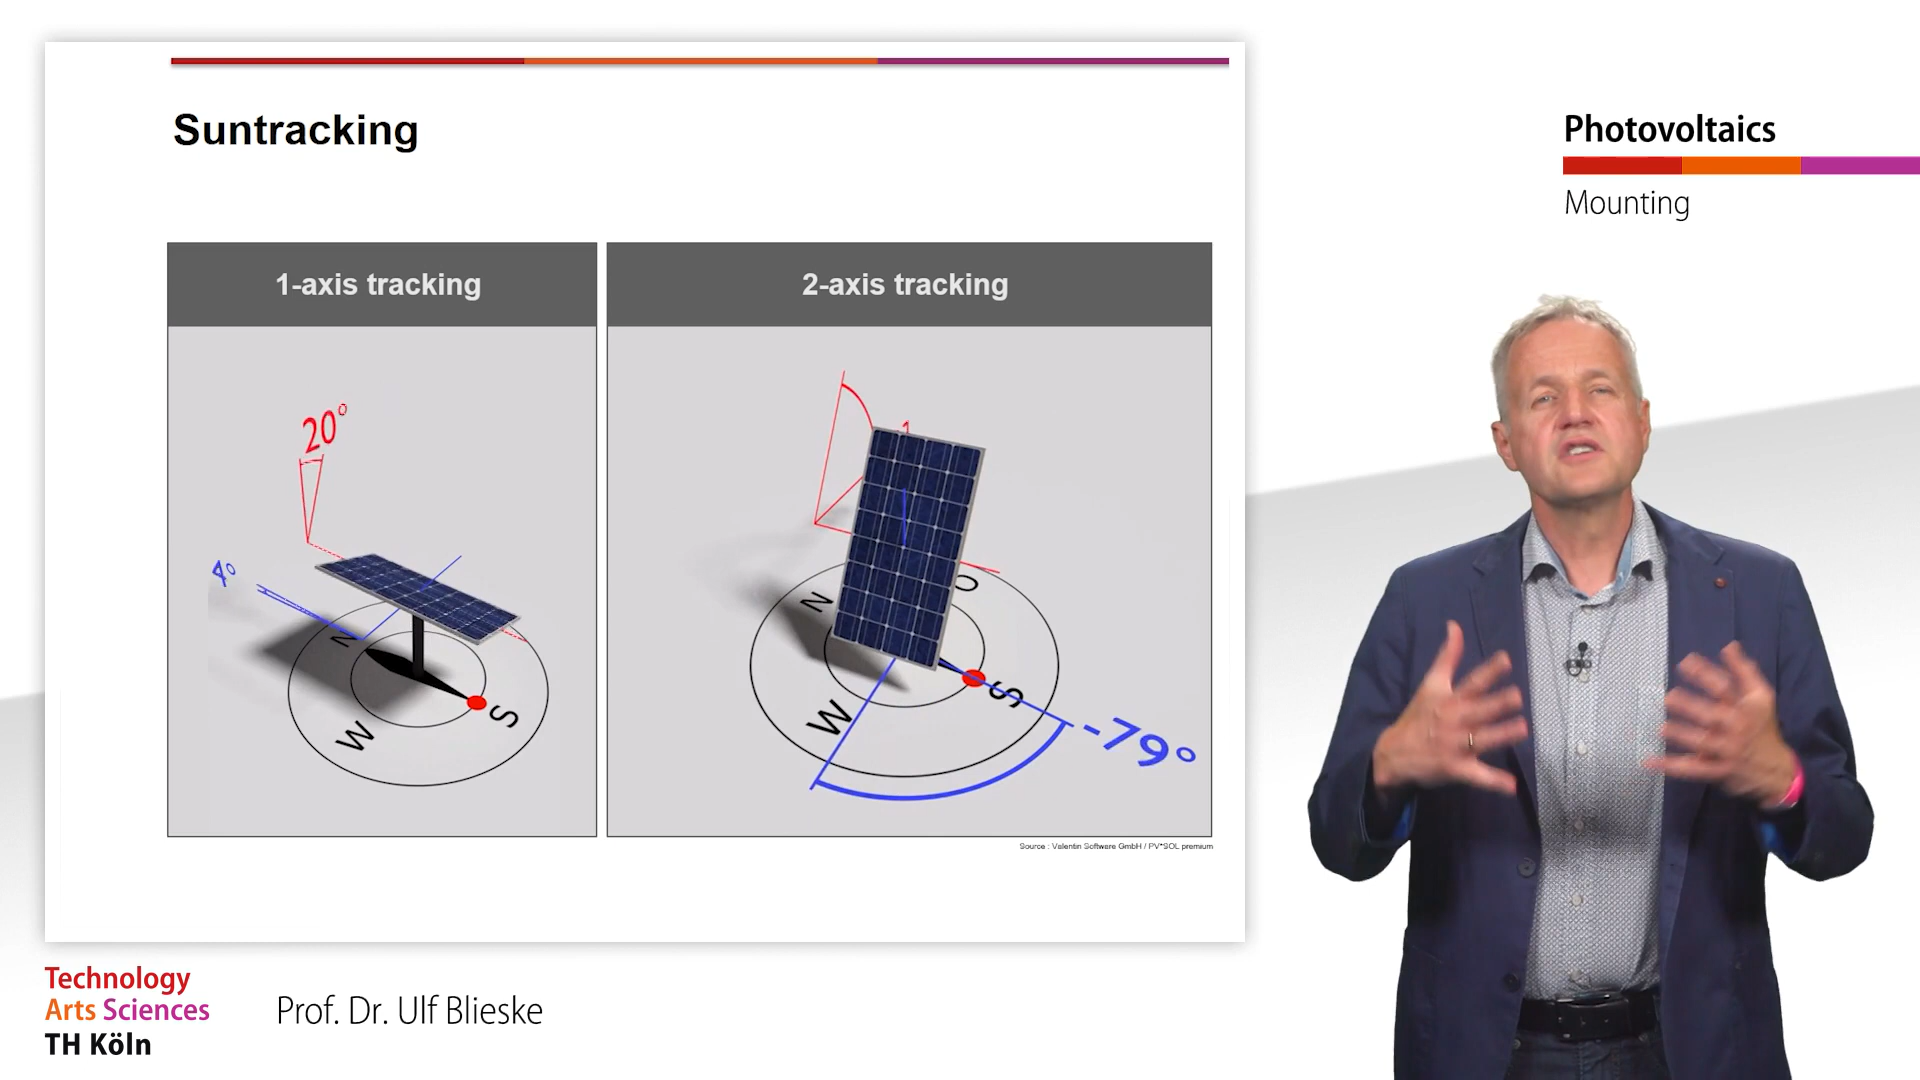 Suntracking
1-axis tracking
2-axis tracking
20°
4°
N
W
S
N
O
W
S
-79°
Source : Valentin Software GmbH / PV*SOL premium
Photovoltaics
Mounting
Technology
Arts Sciences
TH Köln
Prof. Dr. Ulf Blieske